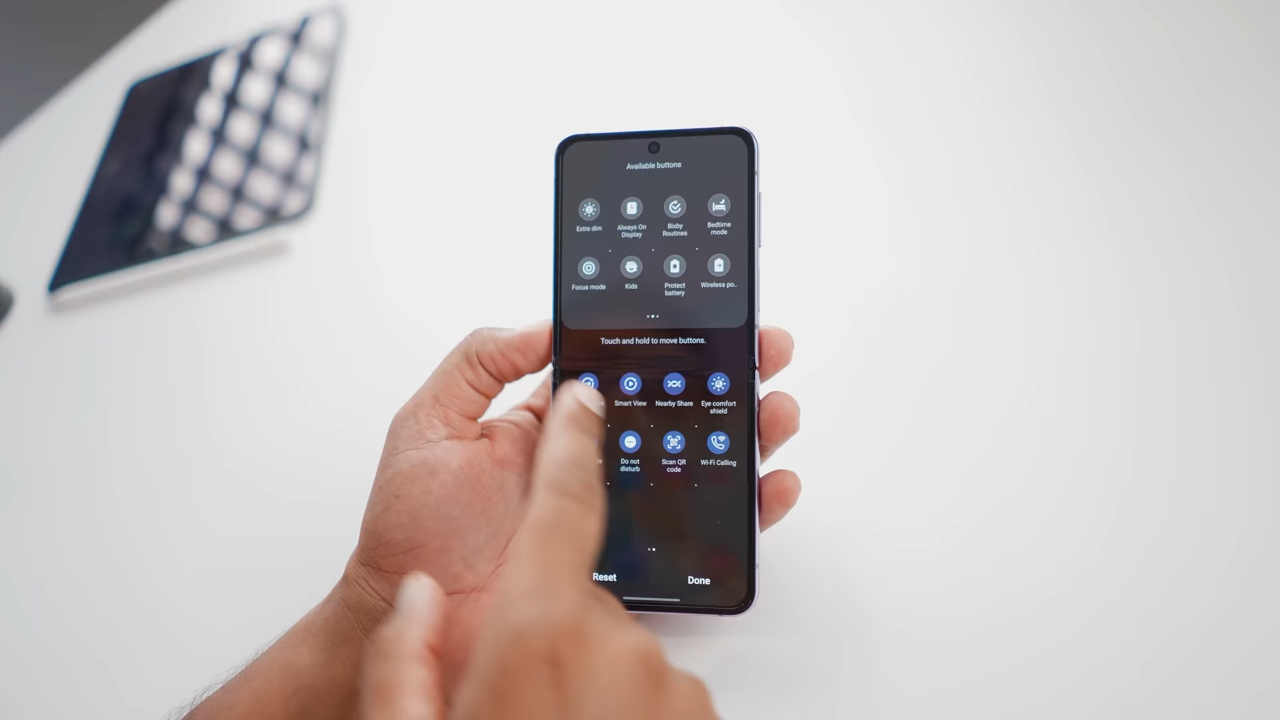 Available buttons
Extra dim
Always On
Display
Bixby
Routines
Bedtime
mode
Focus mode
Kids
Protect
battery
Wireless po..
Touch and hold to move buttons.
Smart View
Nearby Share
Eye comfort
shield
Do not
disturb
Scan QR
code
Wi-Fi Calling
Reset
Done